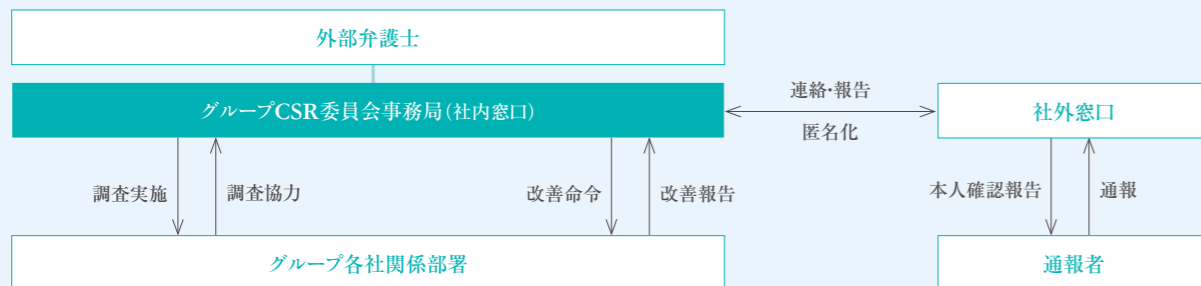 外部弁護士
グループCSR委員会事務局(社内窓口)
連絡・報告
匿名化
社外窓口
調査実施
調査協力
改善命令
改善報告
本人確認報告
通報
グループ各社関係部署
通報者